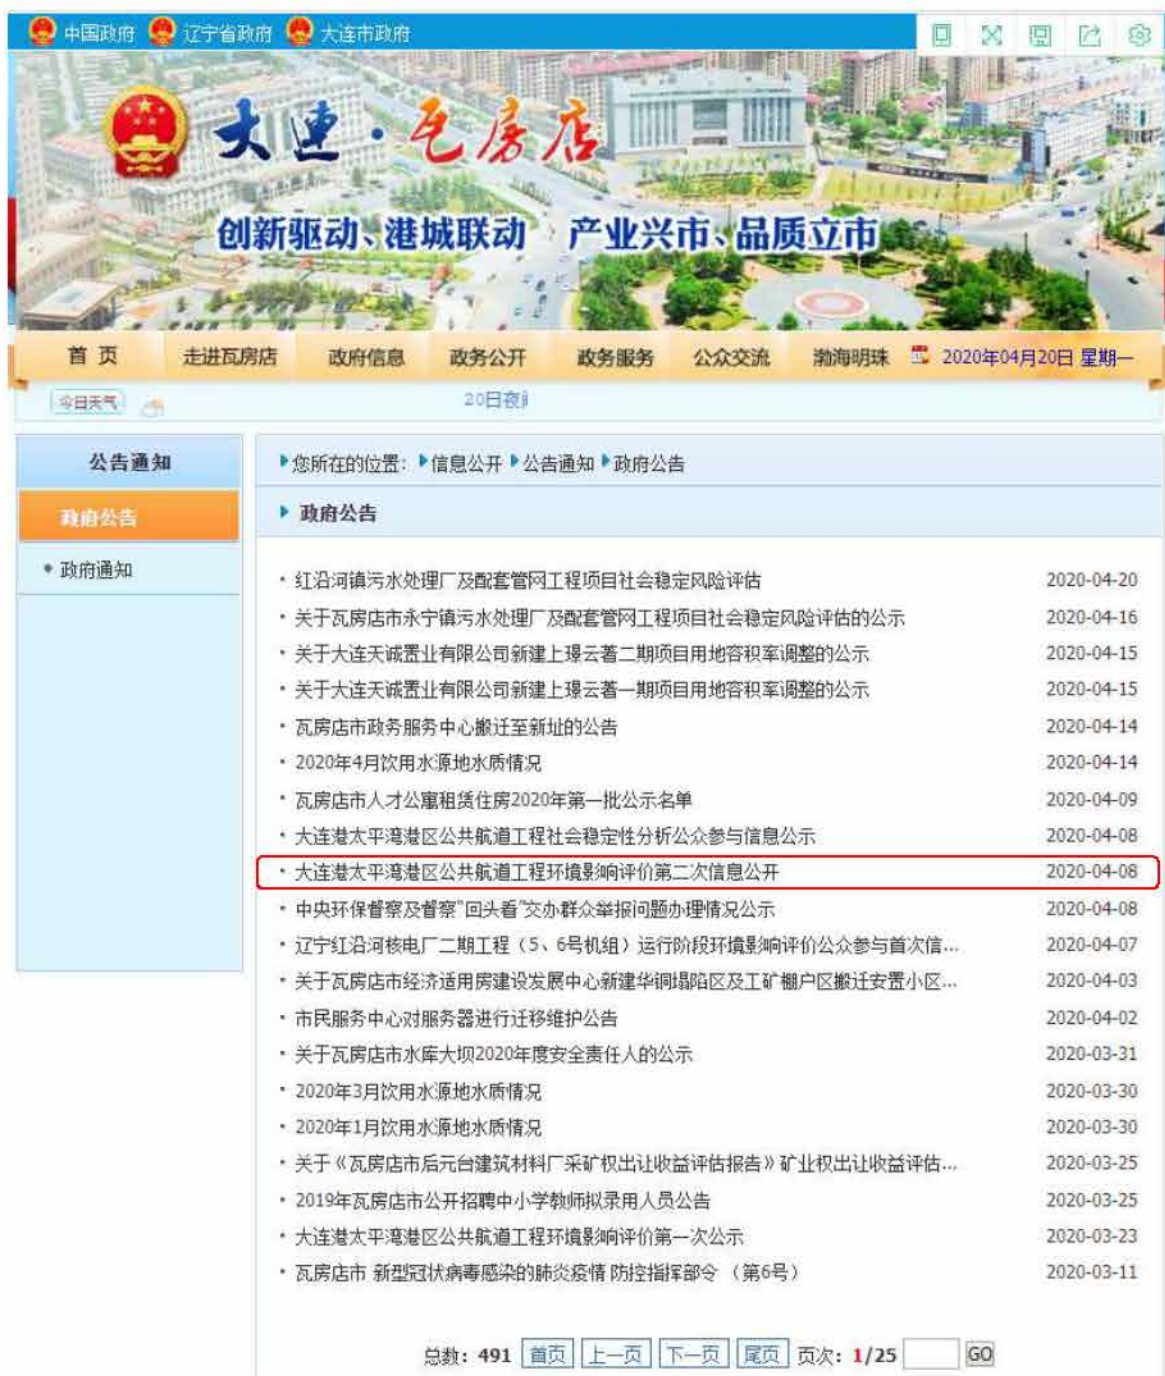 中国政府 辽宁省政府 大连市政府
大连·瓦房店
创新驱动、港城联动 产业兴市、品质立市
首页 走进瓦房店 政府信息 政务公开 政务服务 公众交流 渤海明珠 2020年04月20日 星期一
今日天气 20日夜间
公告通知
政府公告
政府通知
您所在的位置： 信息公开 公告通知 政府公告
政府公告
红沿河镇污水处理厂及配套管网工程项目社会稳定风险评估 2020-04-20
关于瓦房店市永宁镇污水处理厂及配套管网工程项目社会稳定风险评估的公示 2020-04-16
关于大连天诚置业有限公司新建上璟云著二期项目用地容积率调整的公示 2020-04-15
关于大连天诚置业有限公司新建上璟云著一期项目用地容积率调整的公示 2020-04-15
瓦房店市政务服务中心搬迁至新址的公告 2020-04-14
2020年4月饮用水源地水质情况 2020-04-14
瓦房店市人才公寓租赁住房2020年第一批公示名单 2020-04-09
大连港太平湾港区公共航道工程社会稳定性分析公众参与信息公示 2020-04-08
大连港太平湾港区公共航道工程环境影响评价第二次信息公开 2020-04-08
中央环保督察及督察"回头看"交办群众举报问题办理情况公示 2020-04-08
辽宁红沿河核电厂二期工程（5、6号机组）运行阶段环境影响评价公众参与首次信... 2020-04-07
关于瓦房店市经济适用房建设发展中心新建华铜塌陷区及工矿棚户区搬迁安置小区... 2020-04-03
市民服务中心对服务器进行迁移维护公告 2020-04-02
关于瓦房店市水库大坝2020年度安全责任人的公示 2020-03-31
2020年3月饮用水源地水质情况 2020-03-30
2020年1月饮用水源地水质情况 2020-03-30
关于《瓦房店市后元台建筑材料厂采矿权出让收益评估报告》矿业权出让收益评估... 2020-03-25
2019年瓦房店市公开招聘中小学教师拟录用人员公告 2020-03-25
大连港太平湾港区公共航道工程环境影响评价第一次公示 2020-03-23
瓦房店市 新型冠状病毒感染的肺炎疫情 防控指挥部令 （第6号） 2020-03-11
总数：491 首页 上一页 下一页 尾页 页次：1/25 GO